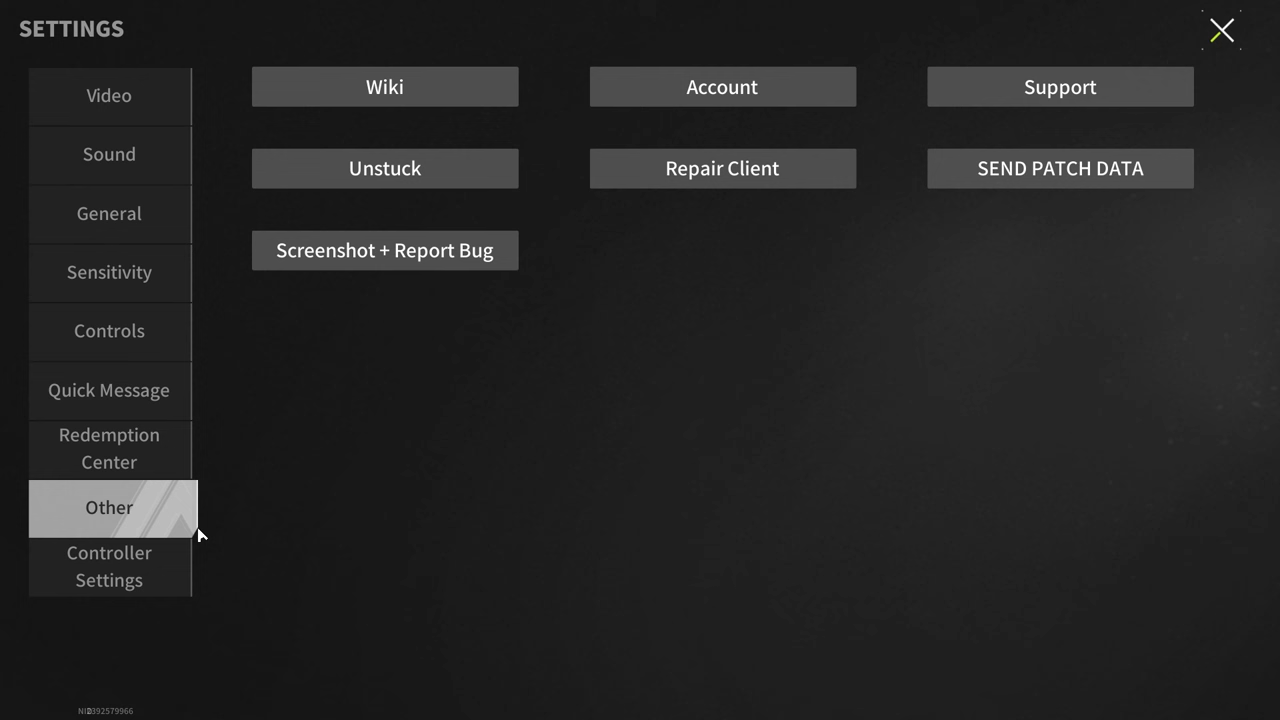 SETTINGS
Video
Sound
General
Sensitivity
Controls
Quick Message
Redemption
Center
Other
Controller
Settings
Wiki
Account
Support
Unstuck
Repair Client
SEND PATCH DATA
Screenshot + Report Bug